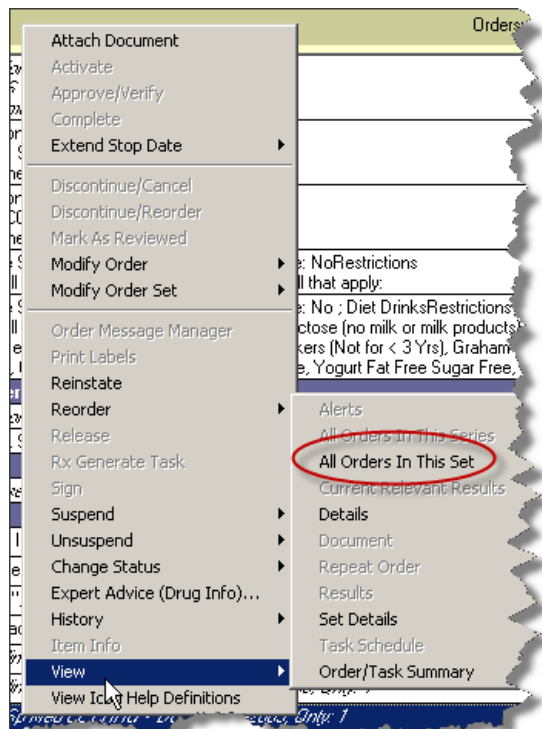 Orders
Attach Document
Activate
Approve/Verify
Complete
Extend Stop Date
Discontinue/Cancel
Discontinue/Reorder
Mark As Reviewed
Modify Order
Modify Order Set
Order Message Manager
Print Labels
Reinstate
Reorder
Release
Rx Generate Task
Sign
Suspend
Unsuspend
Change Status
Expert Advice (Drug Info)...
History
Item Info
View
View Icon Help Definitions
e: NoRestrictions
ll that apply:
e: No ; Diet DrinksRestrictions
ctose (no milk or milk products)
kers (Not for < 3 Yrs), Graham
e, Yogurt Fat Free Sugar Free,
Alerts
All Orders In This Series
All Orders In This Set
Current Relevant Results
Details
Document
Repeat Order
Results
Set Details
Task Schedule
Order/Task Summary
Qnty: 1